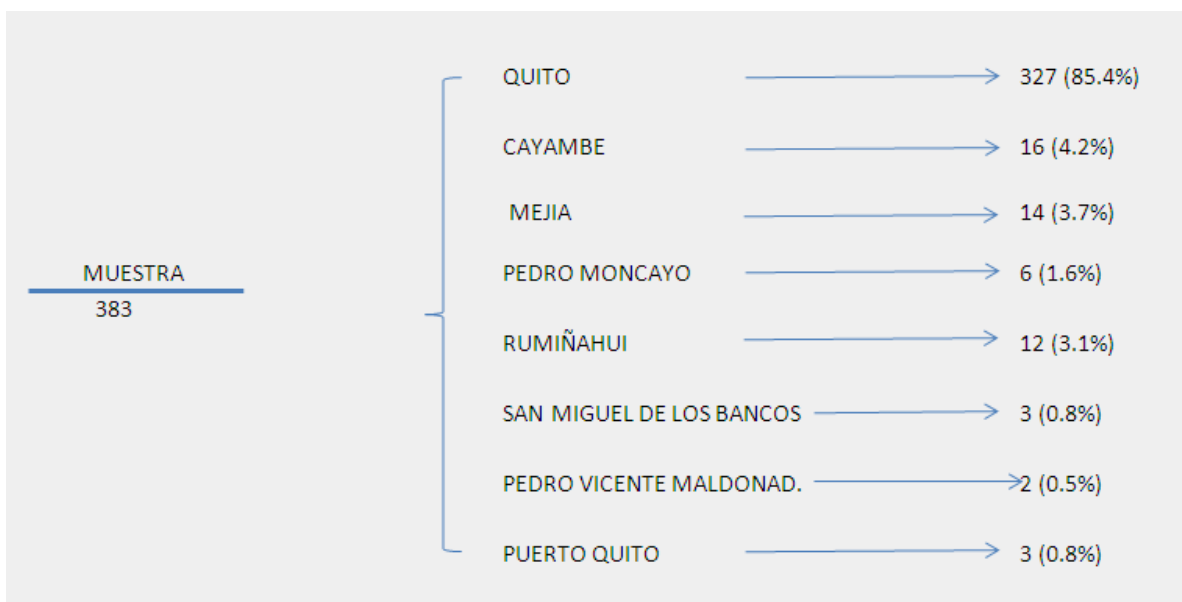 MUESTRA
383
QUITO 327 (85.4%)
CAYAMBE 16 (4.2%)
MEJIA 14 (3.7%)
PEDRO MONCAYO 6 (1.6%)
RUMIÑAHUI 12 (3.1%)
SAN MIGUEL DE LOS BANCOS 3 (0.8%)
PEDRO VICENTE MALDONAD. 2 (0.5%)
PUERTO QUITO 3 (0.8%)